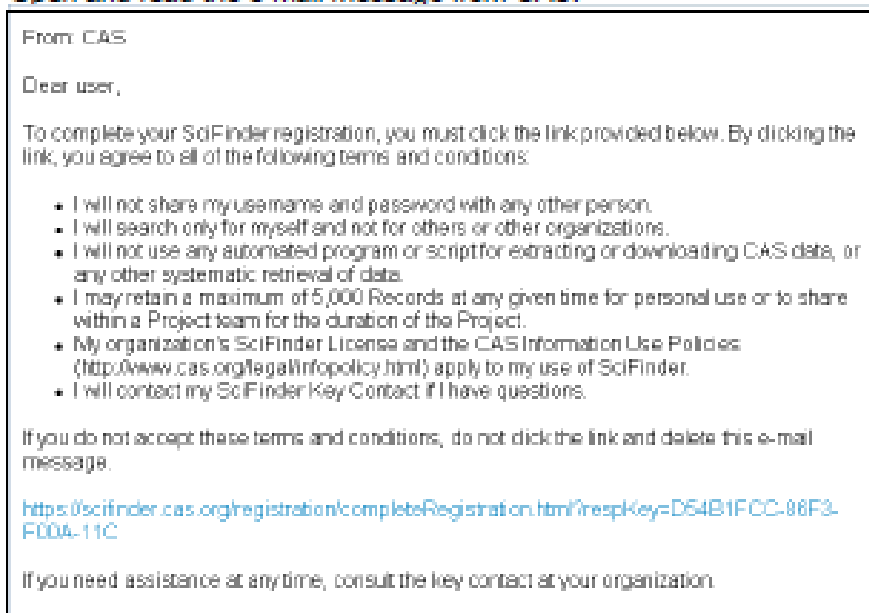 From: CAS
Dear user,
To complete your SciFinder registration, you must click the link provided below. By clicking the
link, you agree to all of the following terms and conditions:
• I will not share my username and password with any other person.
• I will search only for myself and not for others or other organizations.
• I will not use any automated program or script for extracting or downloading CAS data, or
any other systematic retrieval of data.
• I may retain a maximum of 5,000 Records at any given time for personal use or to share
within a Project team for the duration of the Project.
• My organization's SciFinder License and the CAS Information Use Policies
(http://www.cas.org/legal/infopolicy.html) apply to my use of SciFinder.
• I will contact my SciFinder Key Contact if I have questions.
If you do not accept these terms and conditions, do not click the link and delete this e-mail
message.
https://scifinder.cas.org/registration/completeRegistration.html?respKey=D54B1FCC-86F3-
F0DA-11C
If you need assistance at any time, consult the key contact at your organization.